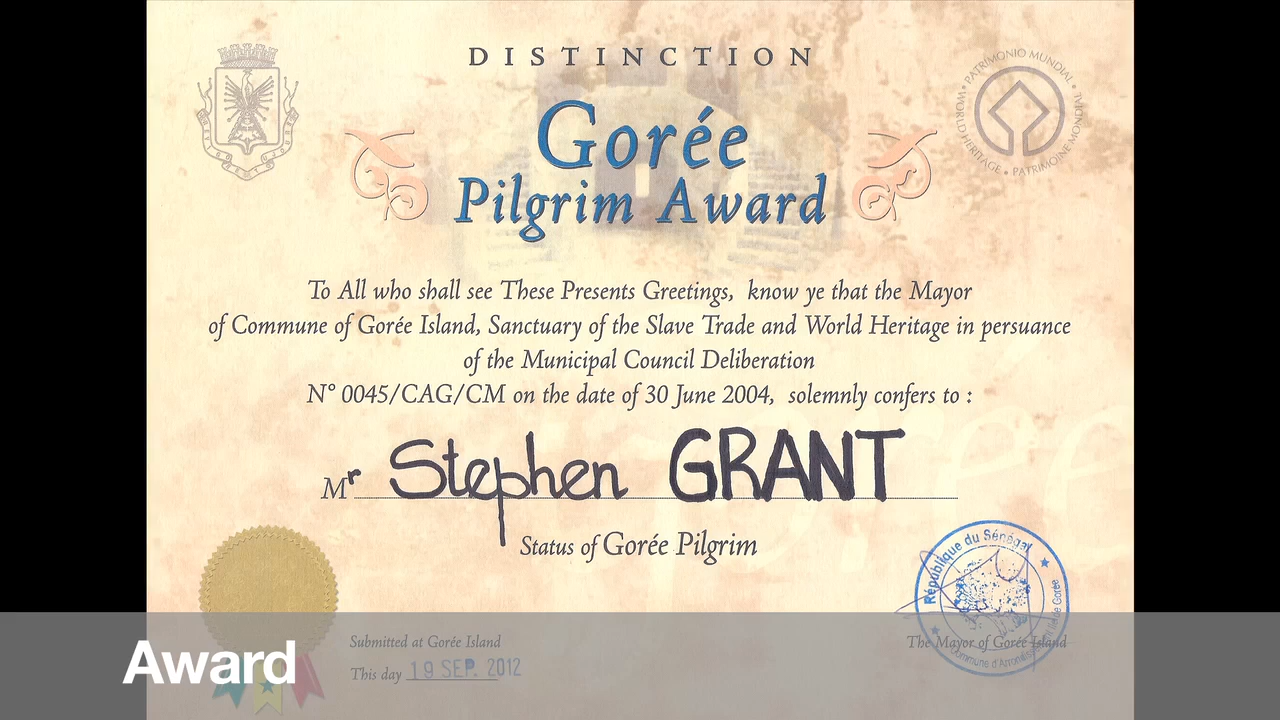 DISTINCTION
PATRIMONIO MUNDIAL • WORLD HERITAGE • PATRIMOINE MONDIAL
Gorée
Pilgrim Award
To All who shall see These Presents Greetings, know ye that the Mayor
of Commune of Gorée Island, Sanctuary of the Slave Trade and World Heritage in persuance
of the Municipal Council Deliberation
N° 0045/CAG/CM on the date of 30 June 2004, solemnly confers to :
Mr Stephen GRANT
Status of Gorée Pilgrim
République du Sénégal
Submitted at Gorée Island
The Mayor of Gorée Island
This day 19 SEP. 2012
Award